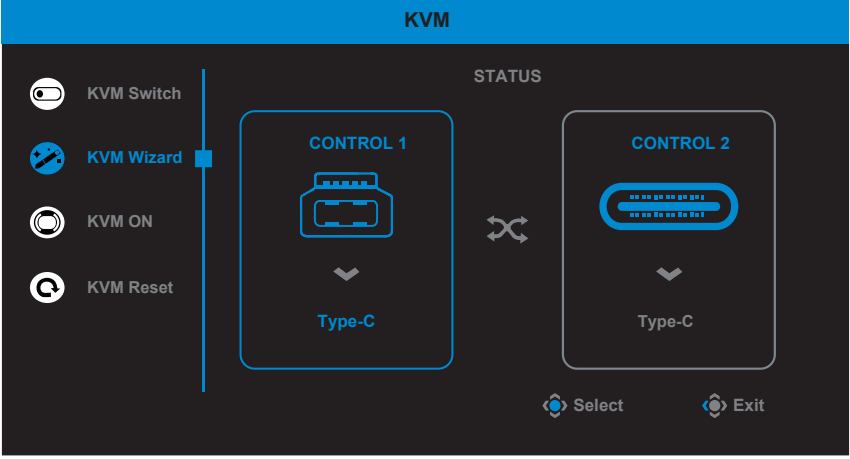 KVM
STATUS
KVM Switch
KVM Wizard
KVM ON
KVM Reset
CONTROL 1
Type-C
CONTROL 2
Type-C
Select
Exit